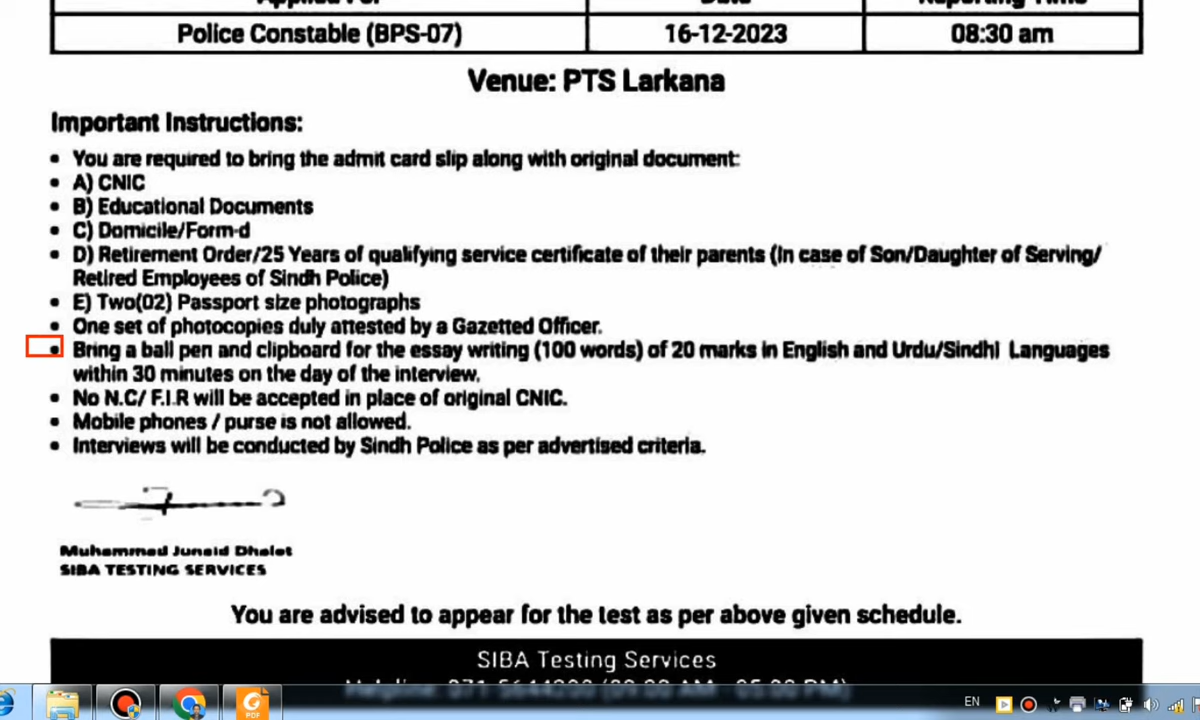 Applied For Date Reporting Time
Police Constable (BPS-07) 16-12-2023 08:30 am
Venue: PTS Larkana
Important Instructions:
• You are required to bring the admit card slip along with original document:
• A) CNIC
• B) Educational Documents
• C) Domicile/Form-d
• D) Retirement Order/25 Years of qualifying service certificate of their parents (In case of Son/Daughter of Serving/
Retired Employees of Sindh Police)
• E) Two(02) Passport size photographs
• One set of photocopies duly attested by a Gazetted Officer.
• Bring a ball pen and clipboard for the essay writing (100 words) of 20 marks in English and Urdu/Sindhi Languages
within 30 minutes on the day of the interview.
• No N.C/ F.I.R will be accepted in place of original CNIC.
• Mobile phones / purse is not allowed.
• Interviews will be conducted by Sindh Police as per advertised criteria.
Muhammad Junaid
SIBA TESTING SERVICES
You are advised to appear for the test as per above given schedule.
SIBA Testing Services
EN
PDF